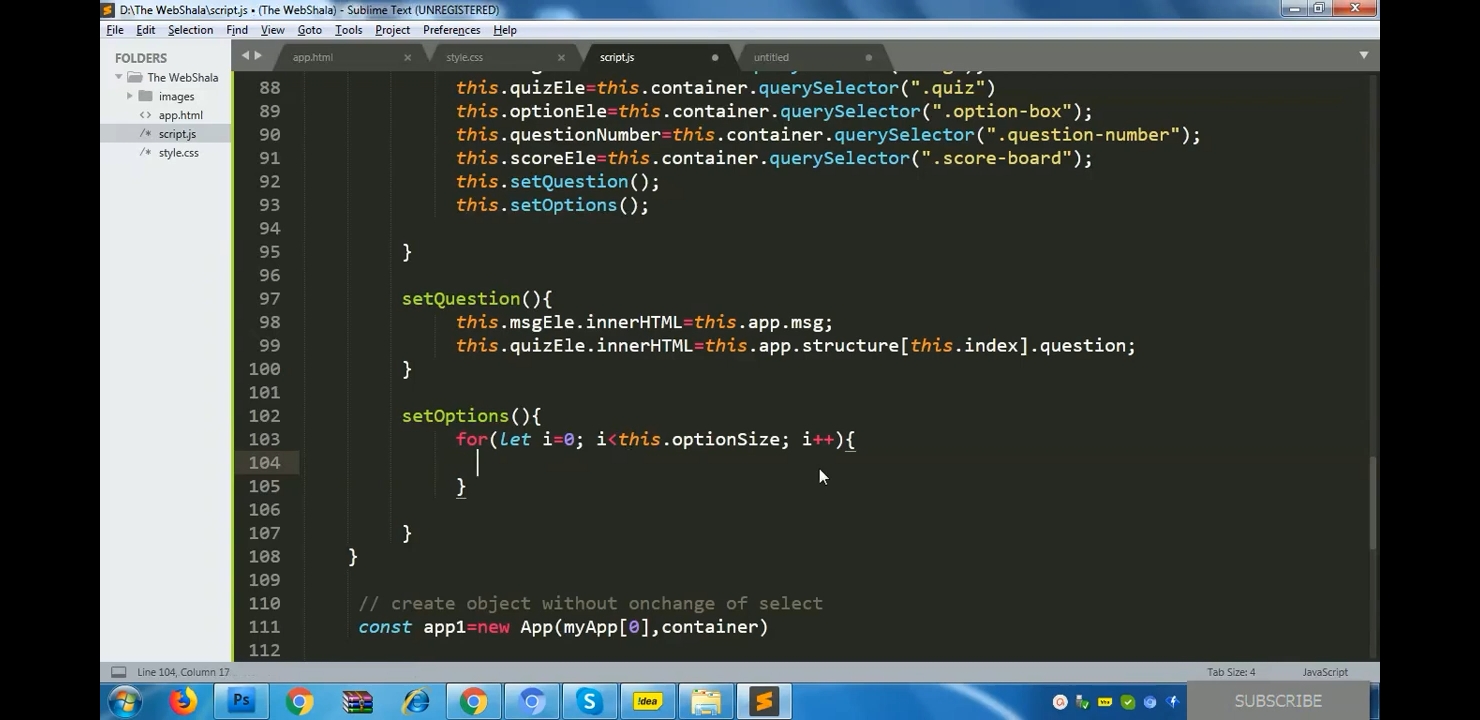 D:\The WebShala\script.js • (The WebShala) - Sublime Text (UNREGISTERED)
File Edit Selection Find View Goto Tools Project Preferences Help
FOLDERS
The WebShala
images
app.html
script.js
style.css
app.html style.css script.js untitled
88 this.quizEle=this.container.querySelector(".quiz")
89 this.optionEle=this.container.querySelector(".option-box");
90 this.questionNumber=this.container.querySelector(".question-number");
91 this.scoreEle=this.container.querySelector(".score-board");
92 this.setQuestion();
93 this.setOptions();
94
95 }
96
97 setQuestion(){
98 this.msgEle.innerHTML=this.app.msg;
99 this.quizEle.innerHTML=this.app.structure[this.index].question;
100 }
101
102 setOptions(){
103 for(let i=0; i<this.optionSize; i++){
104
105 }
106
107 }
108 }
109
110 // create object without onchange of select
111 const app1=new App(myApp[0],container)
112
Line 104, Column 17
Tab Size: 4
JavaScript
Ps
S
!dea
SUBSCRIBE